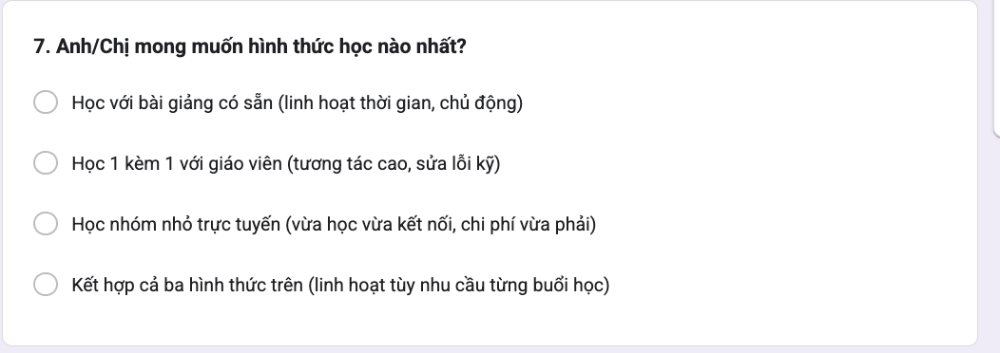 7. Anh/Chị mong muốn hình thức học nào nhất?
Học với bài giảng có sẵn (linh hoạt thời gian, chủ động)
Học 1 kèm 1 với giáo viên (tương tác cao, sửa lỗi kỹ)
Học nhóm nhỏ trực tuyến (vừa học vừa kết nối, chi phí vừa phải)
Kết hợp cả ba hình thức trên (linh hoạt tùy nhu cầu từng buổi học)